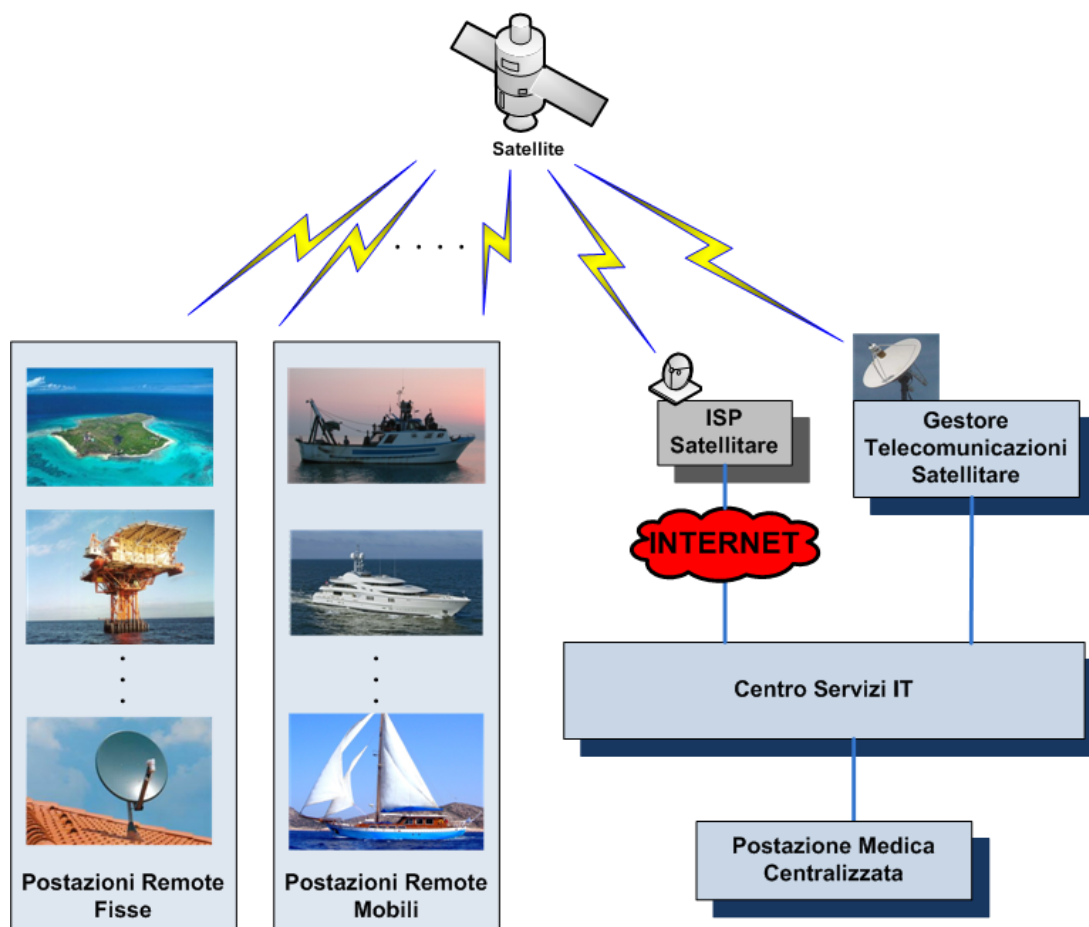 Satellite
ISP
Satellitare
Gestore
Telecomunicazioni
Satellitare
INTERNET
Centro Servizi IT
Postazione Medica
Centralizzata
Postazioni Remote
Fisse
Postazioni Remote
Mobili